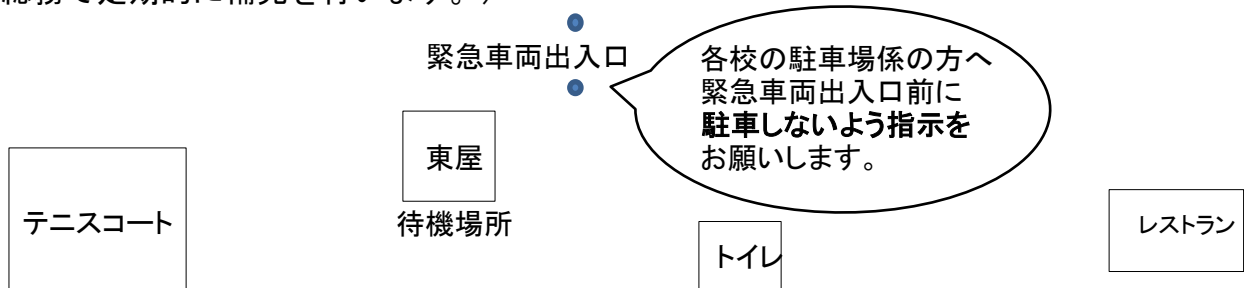 緊急車両出入口
各校の駐車場係の方へ
緊急車両出入口前に
駐車しないよう指示を
お願いします。
東屋
待機場所
テニスコート
トイレ
レストラン